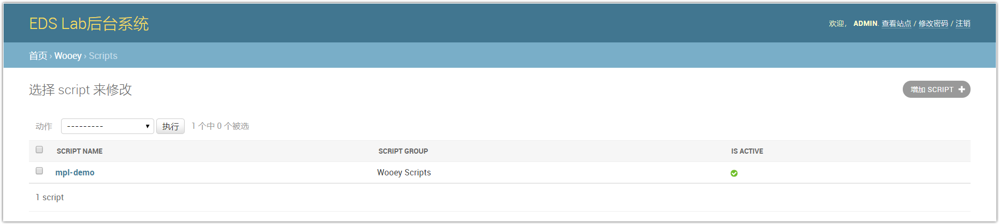 EDS Lab后台系统
欢迎， ADMIN. 查看站点 / 修改密码 / 注销
首页 › Wooey › Scripts
选择 script 来修改
增加 SCRIPT
动作 --------- 执行 1 个中 0 个被选
SCRIPT NAME SCRIPT GROUP IS ACTIVE
mpl-demo Wooey Scripts
1 script